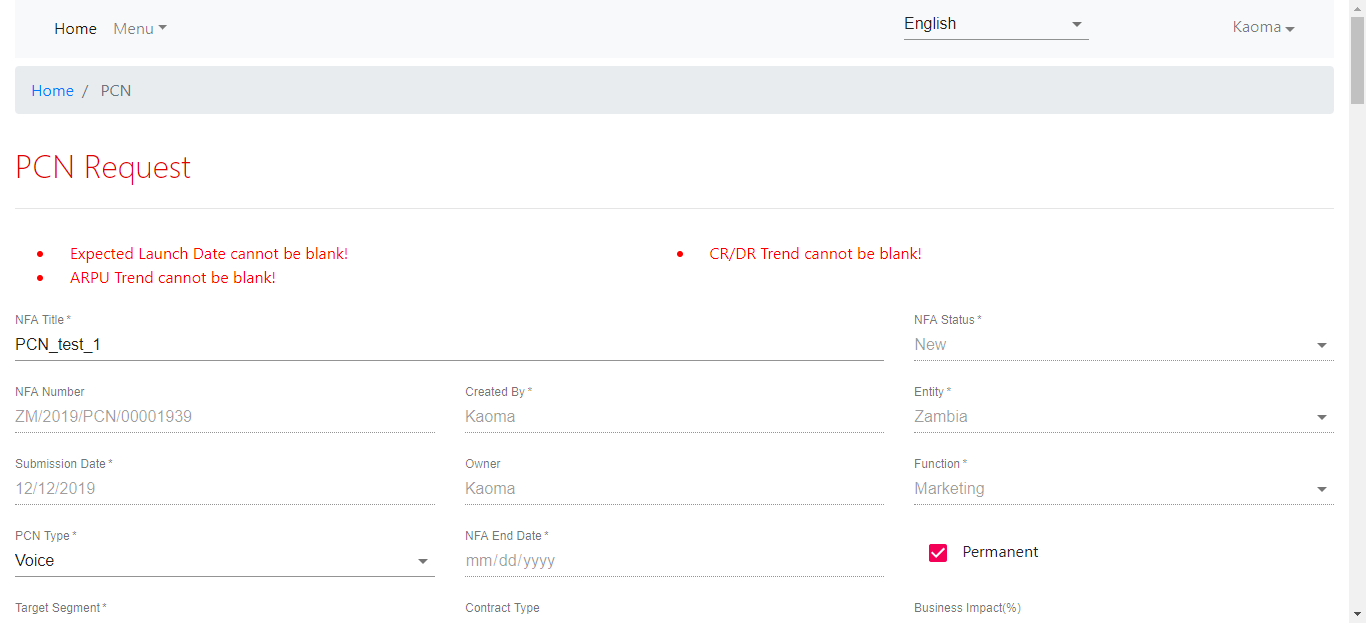 Home Menu English Kaoma
Home / PCN
PCN Request
• Expected Launch Date cannot be blank! • CR/DR Trend cannot be blank!
• ARPU Trend cannot be blank!
NFA Title * NFA Status *
PCN_test_1 New
NFA Number Created By * Entity *
ZM/2019/PCN/00001939 Kaoma Zambia
Submission Date * Owner Function *
12/12/2019 Kaoma Marketing
PCN Type * NFA End Date *
Voice mm/dd/yyyy Permanent
Target Segment * Contract Type Business Impact(%)